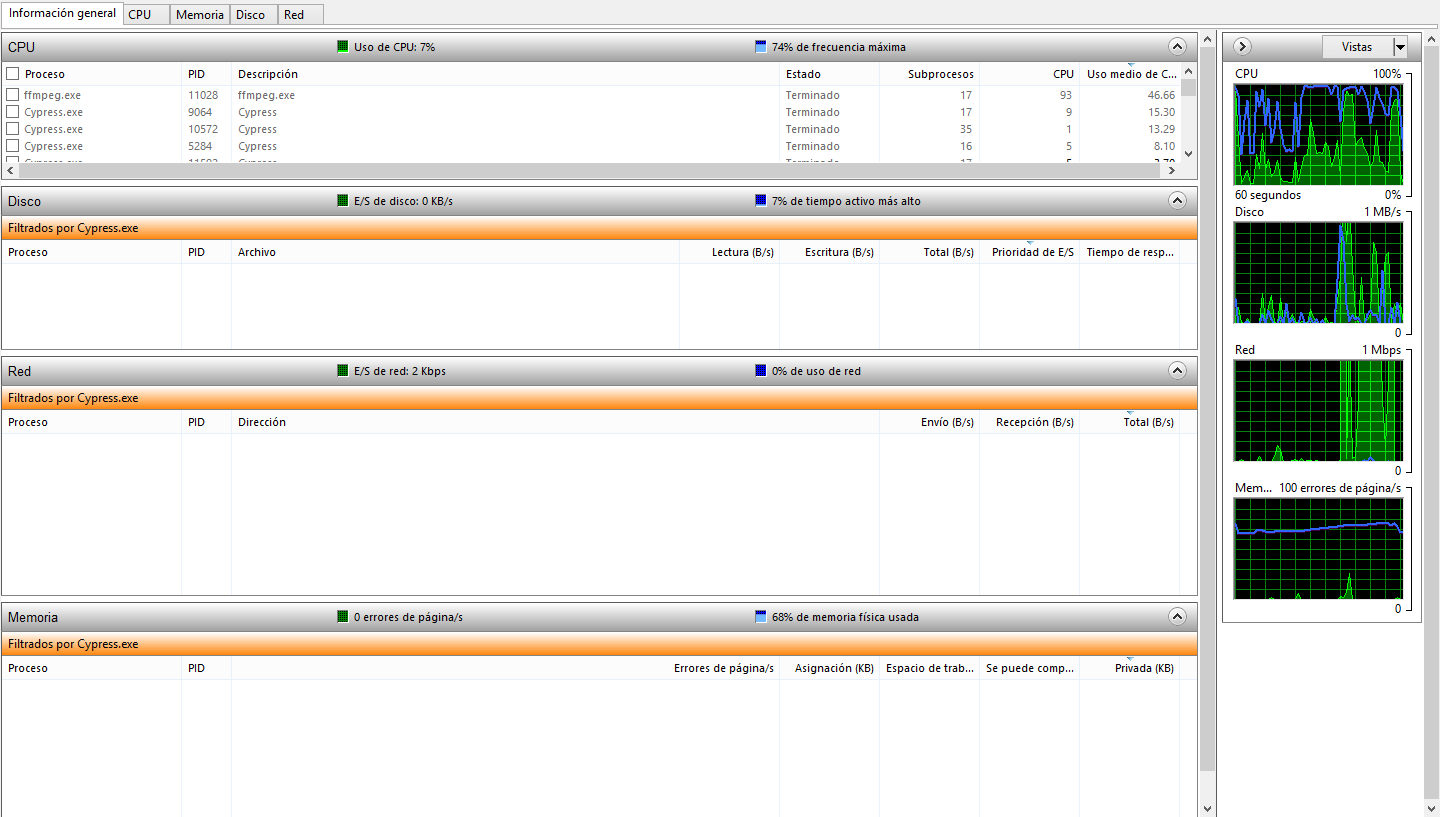 Información general CPU Memoria Disco Red
CPU Uso de CPU: 7% 74% de frecuencia máxima
Proceso PID Descripción Estado Subprocesos CPU Uso medio de C...
ffmpeg.exe 11028 ffmpeg.exe Terminado 17 93 46.66
Cypress.exe 9064 Cypress Terminado 17 9 15.30
Cypress.exe 10572 Cypress Terminado 35 1 13.29
Cypress.exe 5284 Cypress Terminado 16 5 8.10
Disco E/S de disco: 0 KB/s 7% de tiempo activo más alto
Filtrados por Cypress.exe
Proceso PID Archivo Lectura (B/s) Escritura (B/s) Total (B/s) Prioridad de E/S Tiempo de resp...
Red E/S de red: 2 Kbps 0% de uso de red
Filtrados por Cypress.exe
Proceso PID Dirección Envío (B/s) Recepción (B/s) Total (B/s)
Memoria 0 errores de página/s 68% de memoria física usada
Filtrados por Cypress.exe
Proceso PID Errores de página/s Asignación (KB) Espacio de trab... Se puede comp... Privada (KB)
Vistas
CPU 100%
60 segundos 0%
Disco 1 MB/s
0
Red 1 Mbps
0
Mem... 100 errores de página/s
0